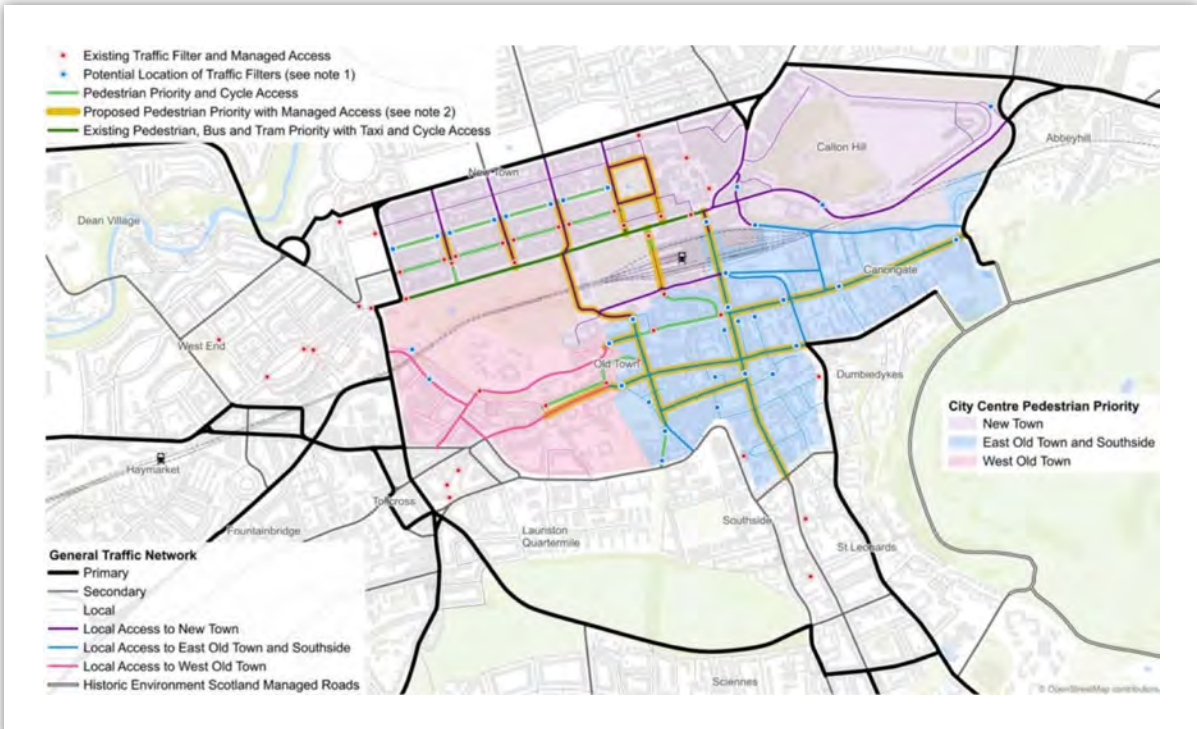 Existing Traffic Filter and Managed Access
Potential Location of Traffic Filters (see note 1)
Pedestrian Priority and Cycle Access
Proposed Pedestrian Priority with Managed Access (see note 2)
Existing Pedestrian, Bus and Tram Priority with Taxi and Cycle Access
Abbeyhill
Calton Hill
New Town
Dean Village
Canongate
West End
Old Town
Dumbiedykes
City Centre Pedestrian Priority
New Town
East Old Town and Southside
West Old Town
Haymarket
Tollcross
Fountainbridge
Lauriston
Quartermile
Southside
St Leonards
General Traffic Network
Primary
Secondary
Local
Local Access to New Town
Local Access to East Old Town and Southside
Local Access to West Old Town
Historic Environment Scotland Managed Roads
Sciennes
© OpenStreetMap contributors